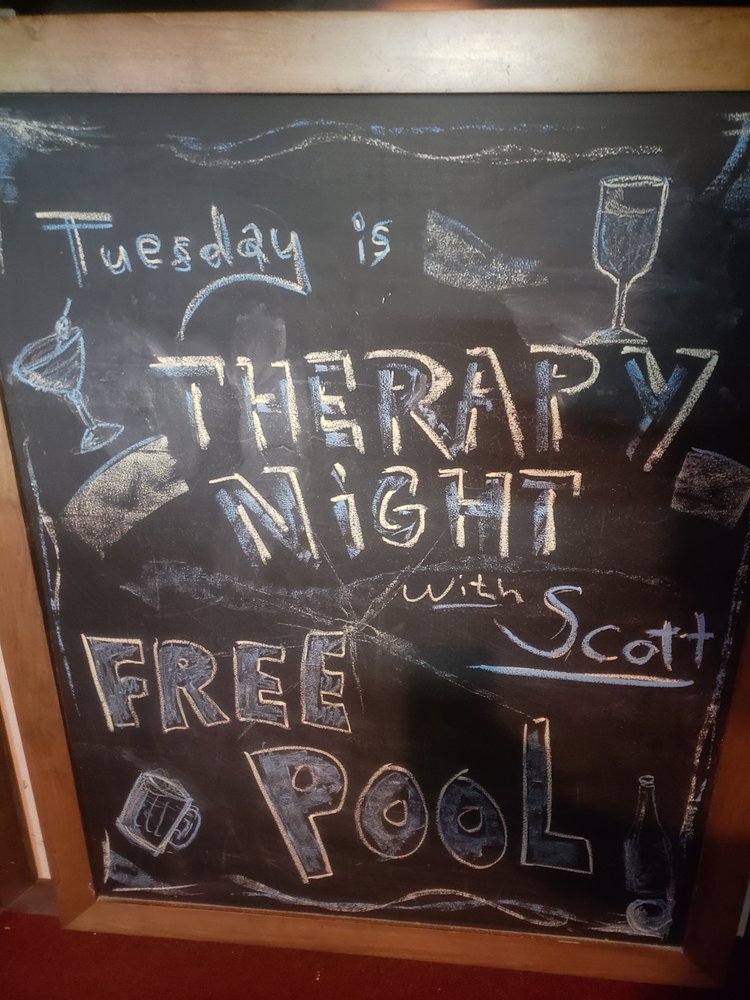 Tuesday is
THERAPY
NiGHT
with Scott
FREE
POOL